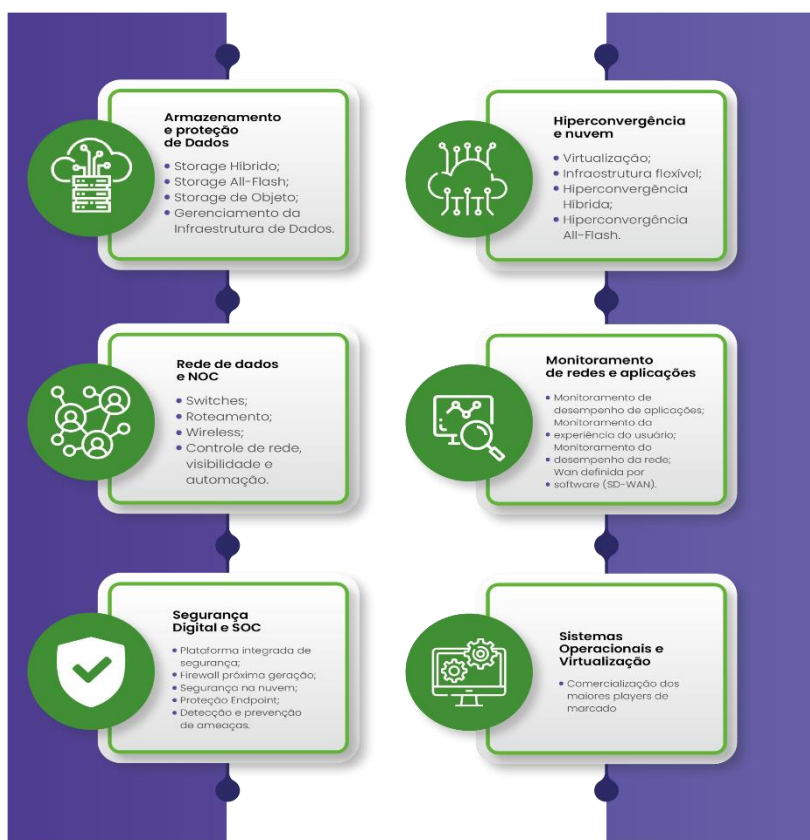 Armazenamento
e proteção
de Dados
• Storage Híbrido;
• Storage All-Flash;
• Storage de Objeto;
• Gerenciamento da
Infraestrutura de Dados.
Hiperconvergência
e nuvem
• Virtualização;
• Infraestrutura flexível;
• Hiperconvergência
Híbrida;
• Hiperconvergência
All-Flash.
Rede de dados
e NOC
• Switches;
• Roteamento;
• Wireless;
• Controle de rede,
visibilidade e
automação.
Monitoramento
de redes e aplicações
• Monitoramento de
desempenho de aplicações;
Monitoramento da
• experiência do usuário;
Monitoramento do
• desempenho da rede;
Wan definida por
• software (SD-WAN).
Segurança
Digital e SOC
• Plataforma integrada de
segurança;
• Firewall próxima geração;
• Segurança na nuvem;
• Proteção Endpoint;
• Detecção e prevenção
de ameaças.
Sistemas
Operacionais e
Virtualização
• Comercialização dos
maiores players de
marcado